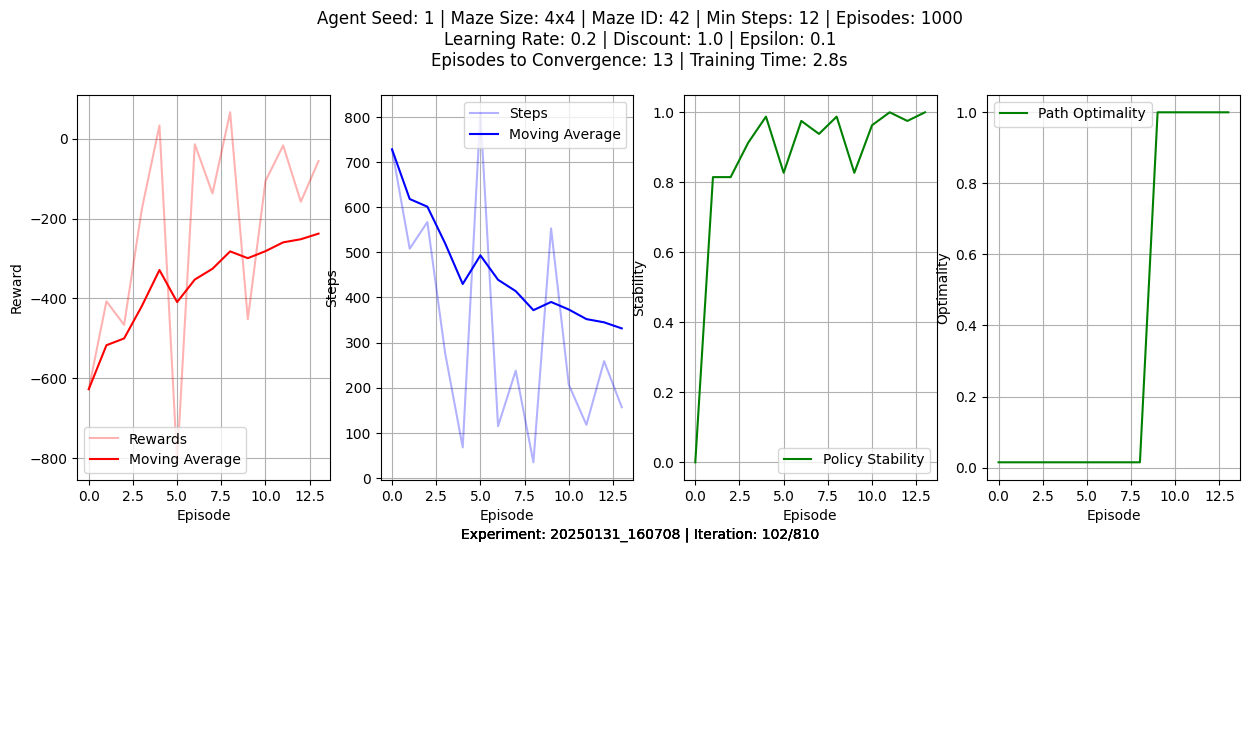 Agent Seed: 1 | Maze Size: 4x4 | Maze ID: 42 | Min Steps: 12 | Episodes: 1000
Learning Rate: 0.2 | Discount: 1.0 | Epsilon: 0.1
Episodes to Convergence: 13 | Training Time: 2.8s
Reward
0
−200
−400
−600
−800
Rewards
Moving Average
0.0 2.5 5.0 7.5 10.0 12.5
Episode
Steps
800
700
600
500
400
300
200
100
0
Steps
Moving Average
0.0 2.5 5.0 7.5 10.0 12.5
Episode
Stability
1.0
0.8
0.6
0.4
0.2
0.0
Policy Stability
0.0 2.5 5.0 7.5 10.0 12.5
Episode
Optimality
1.0
0.8
0.6
0.4
0.2
0.0
Path Optimality
0.0 2.5 5.0 7.5 10.0 12.5
Episode
Experiment: 20250131_160708 | Iteration: 102/810